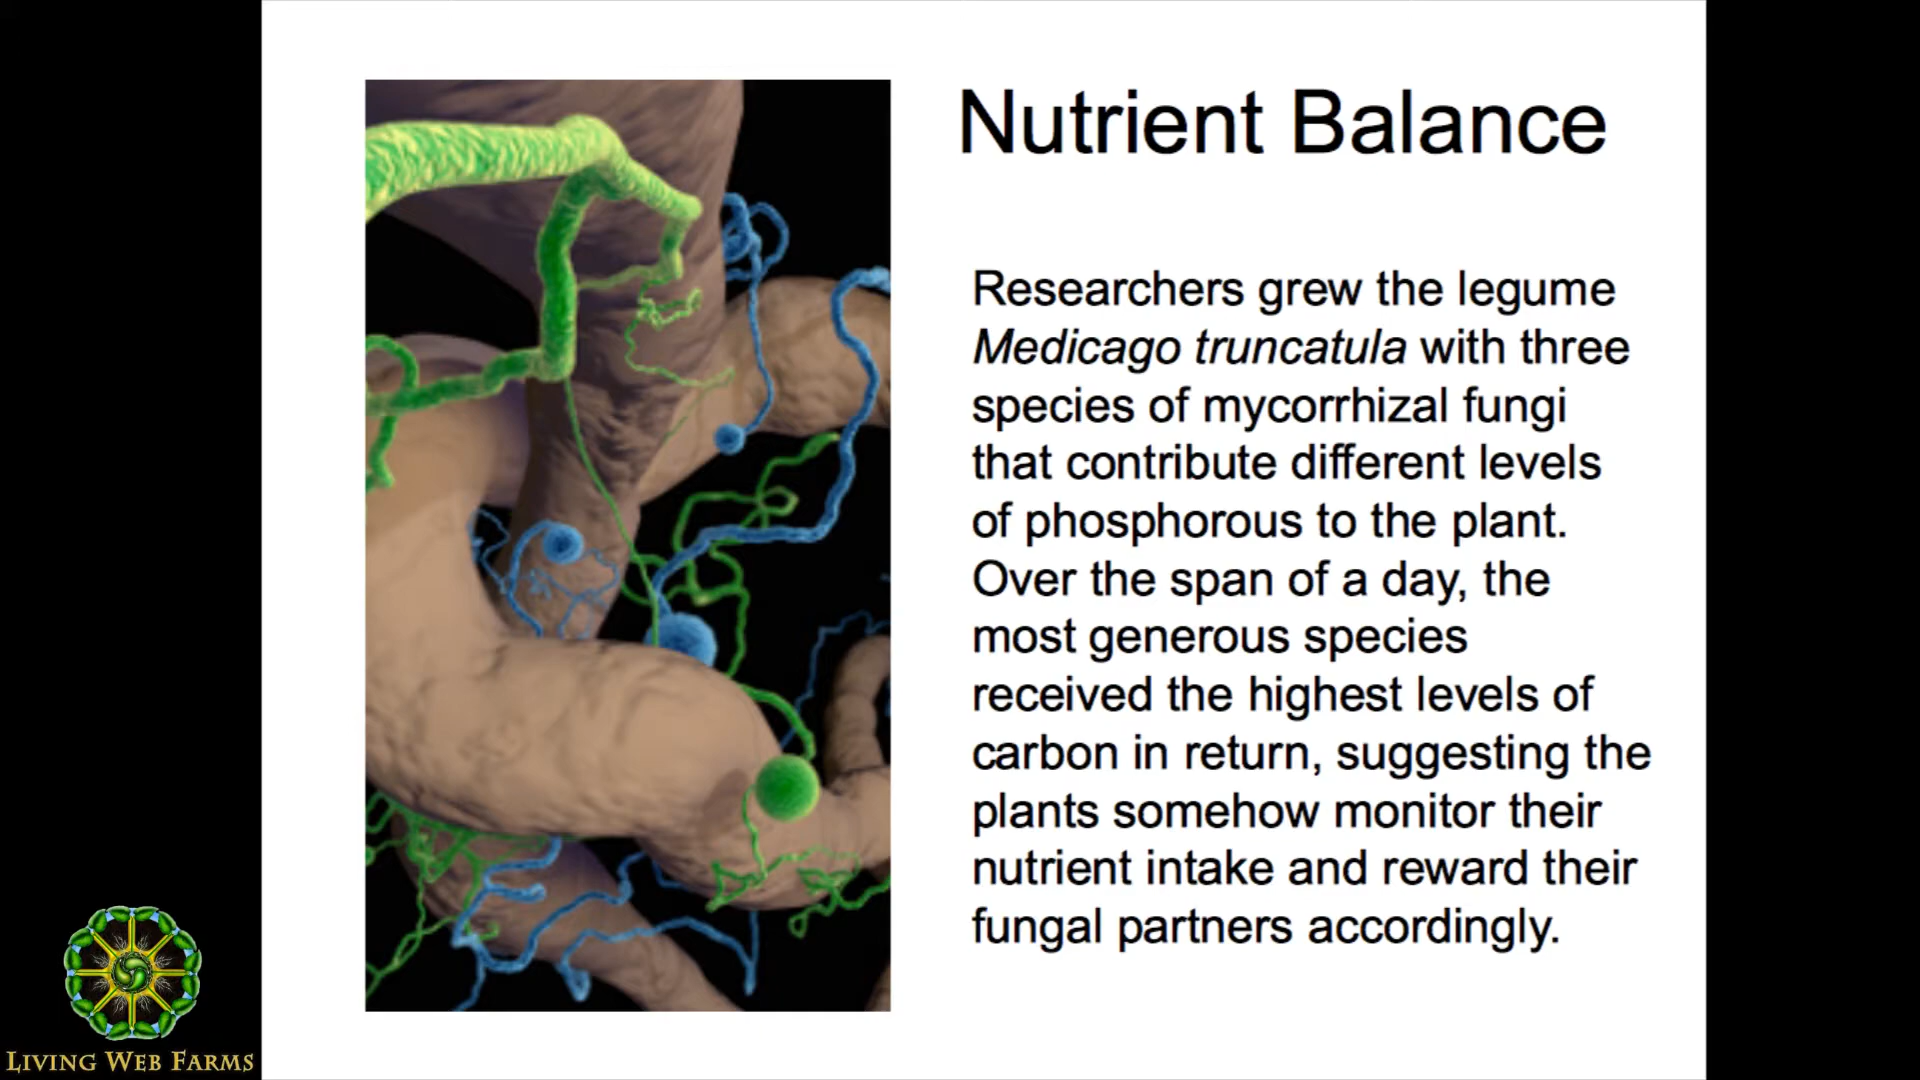 Nutrient Balance
Researchers grew the legume
Medicago truncatula with three
species of mycorrhizal fungi
that contribute different levels
of phosphorous to the plant.
Over the span of a day, the
most generous species
received the highest levels of
carbon in return, suggesting the
plants somehow monitor their
nutrient intake and reward their
fungal partners accordingly.
LIVING WEB FARMS